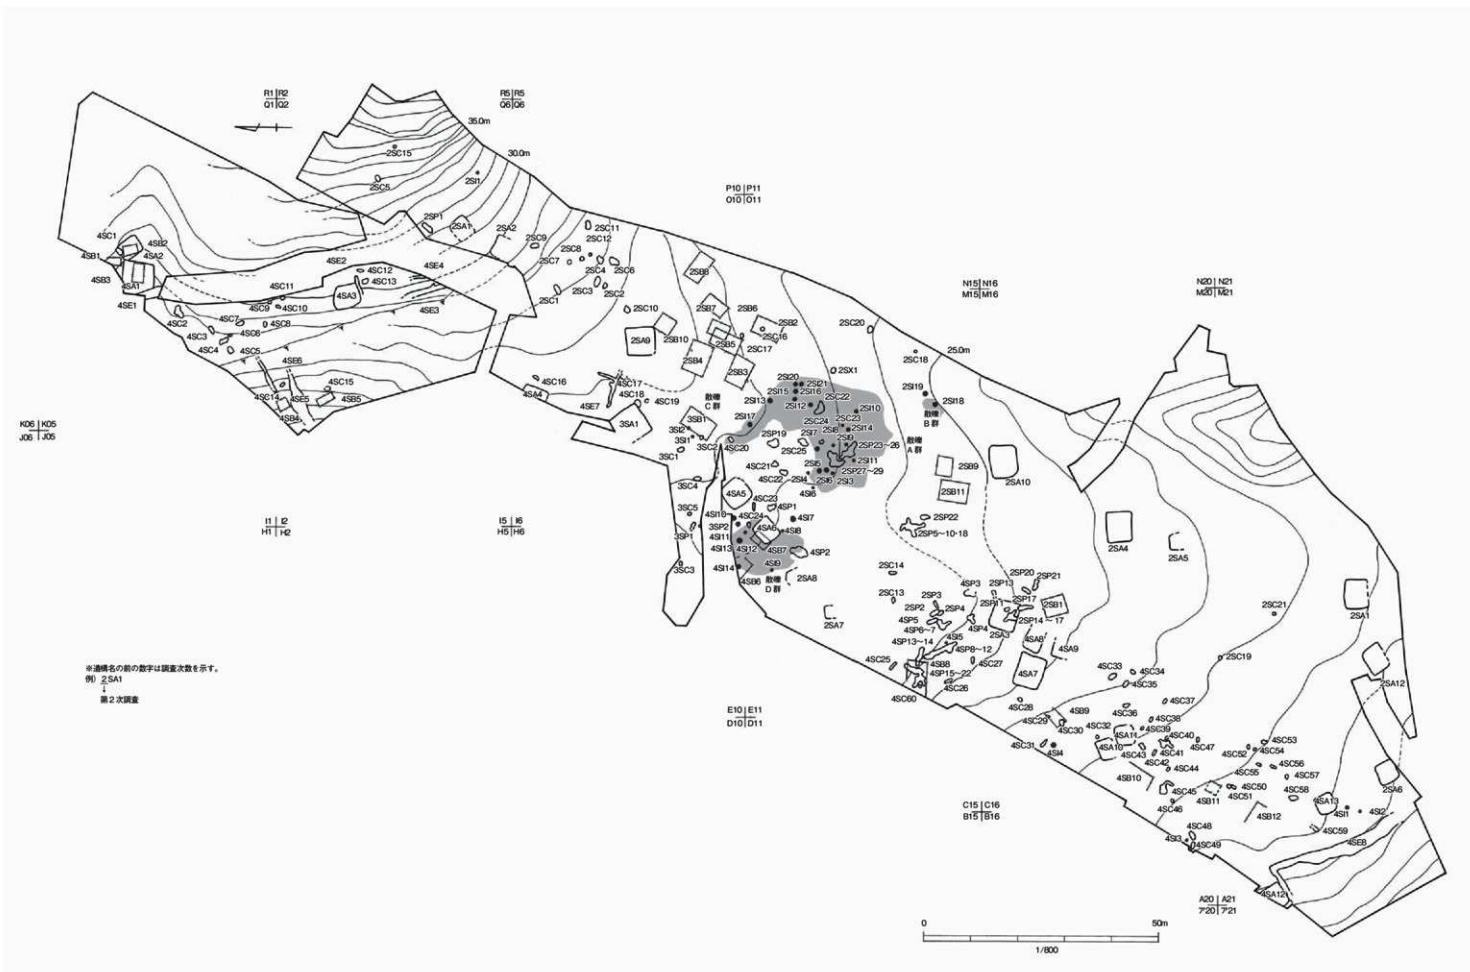 R1 R2
Q1 Q2
R5 R5
Q6 Q6
35.0m
30.0m
2SC15
2SC5
2SI1
2SP1
2SA1
2SA2
2SC9
2SC11
2SC12
2SC8
2SC7
2SC4
2SC6
2SC3
2SC2
2SC1
P10 P11
O10 O11
4SC1
4SB2
4SB1
4SA2
4SB3
4SA1
4SE1
4SE2
4SC12
4SC13
4SE4
4SA3
4SC11
4SC9
4SC10
4SE3
4SC2
4SC7
4SC3
4SC6
4SC8
4SC4
4SC5
4SE6
4SC15
4SC14
4SE5
4SB5
4SB4
2SC10
2SB8
2SB7
2SB6
2SB2
2SC16
2SB10
2SA9
2SB5
2SC17
2SB4
2SB3
N15 N16
M15 M16
N20 N21
M20 M21
2SC20
25.0m
2SC18
2SX1
4SC16
4SC17
4SA4
4SC18
4SC19
4SE7
3SA1
散礫
C 群
2SI20
2SI21
2SI15
2SI16
2SI13
2SI12
2SC22
2SI10
2SI19
2SI18
散礫
B 群
2SI17
2SC24
2SC23
2SI14
2SI7
2SI8
2SI9
2SP23~26
散礫
A 群
3SB1
3SI2
3SI1
3SC2
4SC20
2SP19
2SC25
2SI11
2SP27~29
3SC1
4SC21
2SI5
4SC22
2SI4
2SI6
2SI3
4SI6
2SB9
2SB11
2SA10
K06 K05
J06 J05
I1 I2
H1 H2
I5 I6
H5 H6
3SC4
4SA5
4SC23
4SP1
3SC5
4SI10
4SC24
4SI7
3SP2
4SA6
4SI8
3SP1
4SI11
4SI13
4SI12
4SB7
4SP2
3SC3
4SI14
4SI9
散礫
D 群
4SB6
2SA8
2SP22
2SP5~10·18
2SA4
2SA5
2SC14
2SC13
2SA7
4SP3
2SP13
2SP20
2SP21
2SP3
2SP2
2SP4
2SP11
2SP17
2SB1
4SP5
4SP6~7
4SP4
2SP14~17
4SI5
2SA3
4SA8
4SP13~14
4SP8~12
4SA9
4SC25
4SB8
4SC27
4SP15~22
4SC26
4SC60
4SA7
2SC21
2SA1
2SC19
2SA12
※遺構名の前の数字は調査次数を示す。
例) 2SA1
↓
第2次調査
E10 E11
D10 D11
4SC33
4SC34
4SC35
4SC28
4SC37
4SC36
4SC29
4SB9
4SC30
4SC32
4SC38
4SC39
4SA11
4SC40
4SC47
4SC31
4SI4
4SA10
4SC43
4SC41
4SC42
4SC44
4SC52
4SC53
4SC54
4SC55
4SC56
4SC57
4SB10
4SC45
4SB11
4SC50
4SC51
4SC58
4SC46
4SB12
4SA13
2SA6
4SI1
4SI2
C15 C16
B15 B16
4SC48
4SI3
4SC49
4SC59
4SE8
4SA12
A20 A21
ア20 ア21
0
50m
1/800